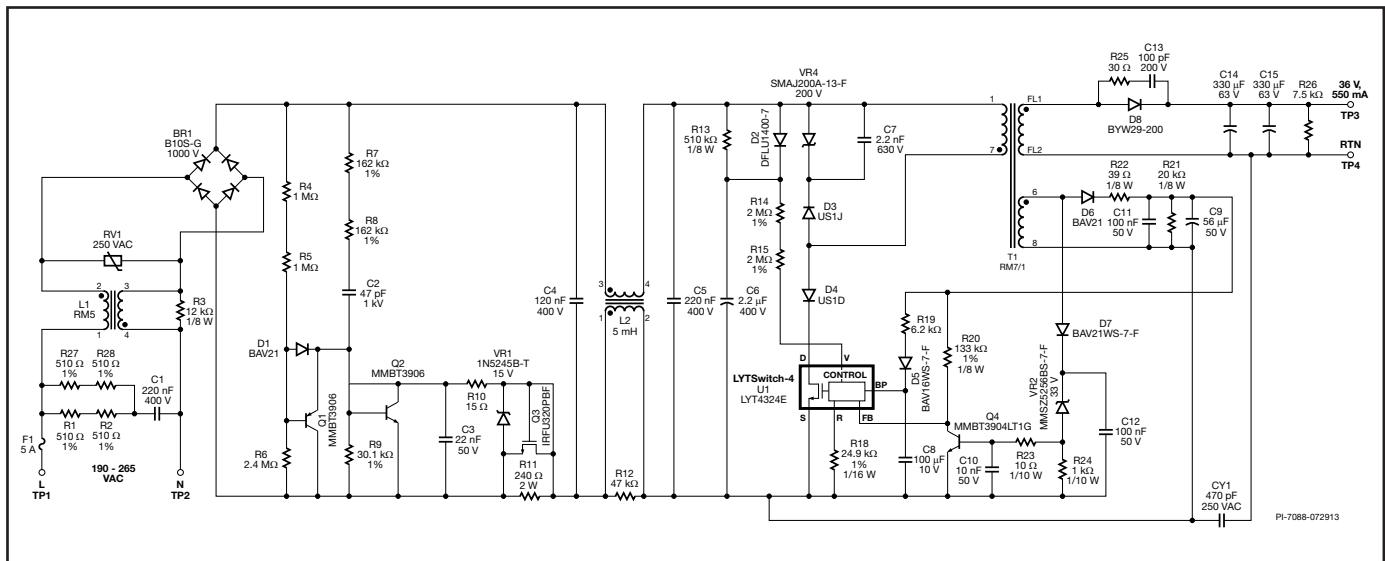 BR1
B10S-G
1000 V
RV1
250 VAC
2
3
L1
RM5
1
4
R3
12 kΩ
1/8 W
R27
510 Ω
1%
R28
510 Ω
1%
C1
220 nF
400 V
R1
510 Ω
1%
R2
510 Ω
1%
F1
5 A
190 - 265
VAC
L
TP1
N
TP2
R4
1 MΩ
R5
1 MΩ
D1
BAV21
R6
2.4 MΩ
Q1
MMBT3906
R7
162 kΩ
1%
R8
162 kΩ
1%
C2
47 pF
1 kV
Q2
MMBT3906
R9
30.1 kΩ
1%
C3
22 nF
50 V
R10
15 Ω
VR1
1N5245B-T
15 V
Q3
IRFU320PBF
R11
240 Ω
2 W
C4
120 nF
400 V
R12
47 kΩ
3
4
1
2
L2
5 mH
C5
220 nF
400 V
R13
510 kΩ
1/8 W
C6
2.2 µF
400 V
D2
DFLU1400-7
VR4
SMAJ200A-13-F
200 V
C7
2.2 nF
630 V
R14
2 MΩ
1%
R15
2 MΩ
1%
D3
US1J
D4
US1D
LYTSwitch-4
U1
LYT4324E
D
V
CONTROL
BP
S
R
FB
R18
24.9 kΩ
1%
1/16 W
R19
6.2 kΩ
D5
BAV16WS-7-F
C8
100 µF
10 V
R20
133 kΩ
1%
1/8 W
Q4
MMBT3904LT1G
C10
10 nF
50 V
R23
10 Ω
1/10 W
R24
1 kΩ
1/10 W
VR2
MMSZ5256BS-7-F
33 V
D7
BAV21WS-7-F
C12
100 nF
50 V
1
7
FL1
FL2
6
8
T1
RM7/1
D6
BAV21
R22
39 Ω
1/8 W
C11
100 nF
50 V
R21
20 kΩ
1/8 W
C9
56 µF
50 V
R25
30 Ω
C13
100 pF
200 V
D8
BYW29-200
C14
330 µF
63 V
C15
330 µF
63 V
R26
7.5 kΩ
36 V,
550 mA
TP3
RTN
TP4
CY1
470 pF
250 VAC
PI-7088-072913